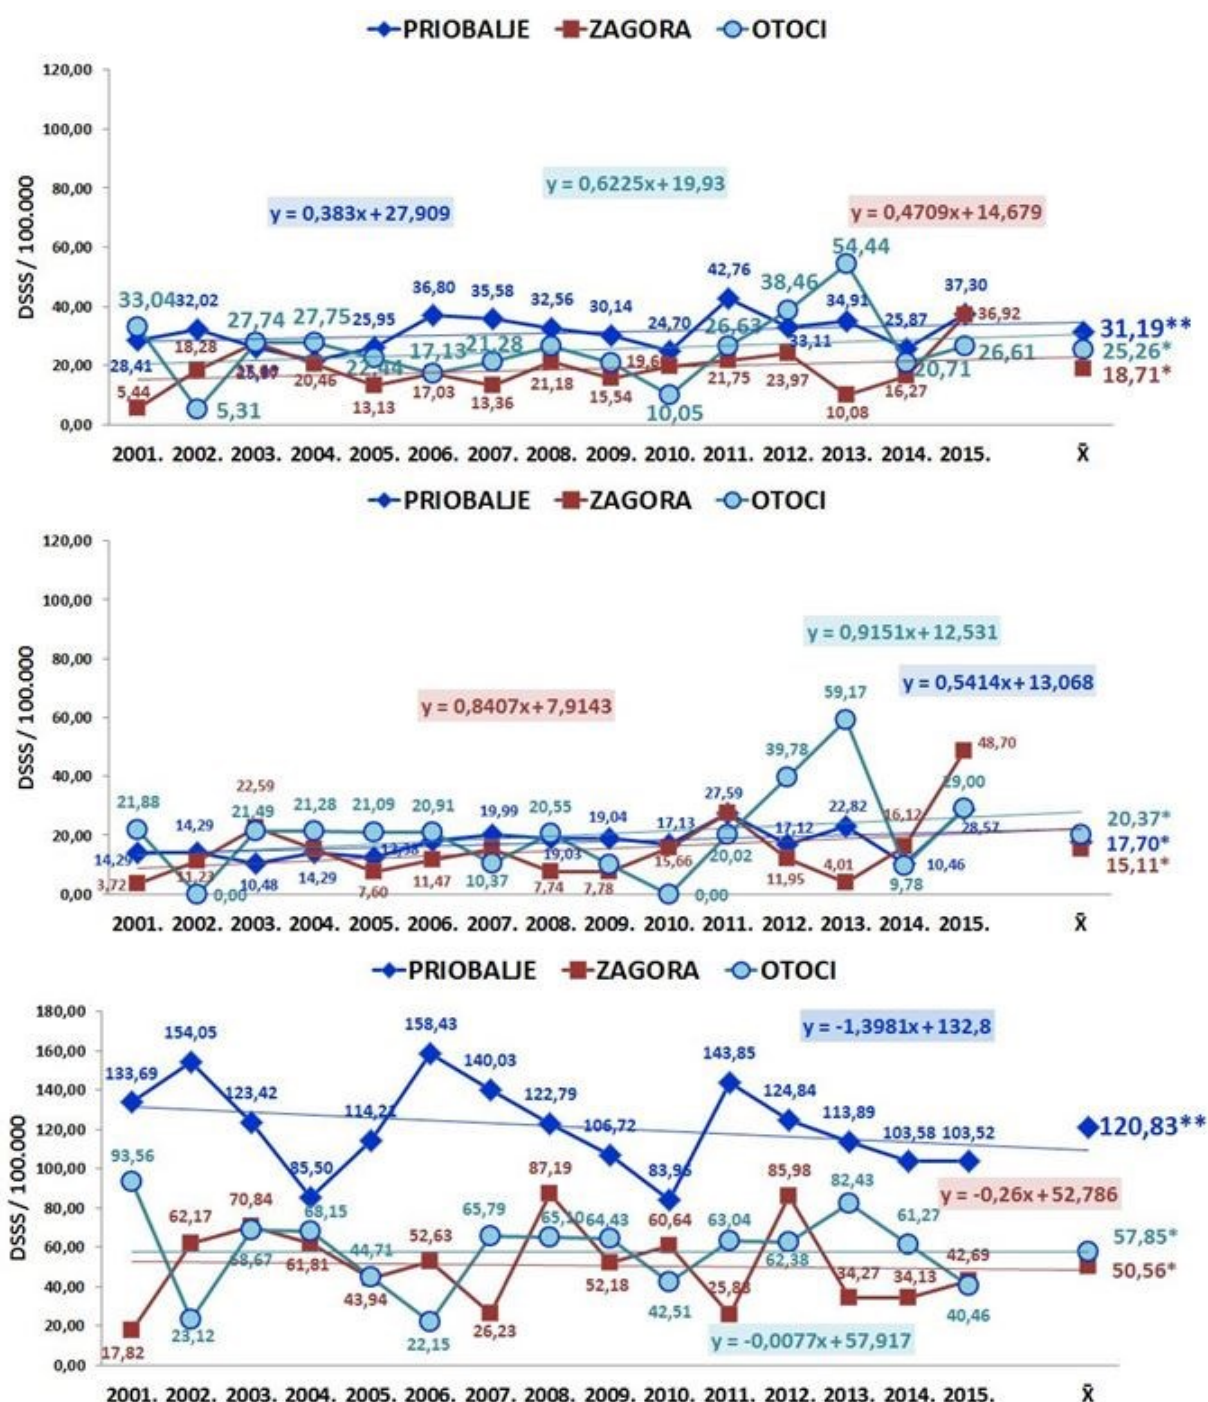 PRIOBALJE ZAGORA OTOCI
120,00
100,00
80,00
60,00
40,00
20,00
0,00
DSSS / 100.000
y = 0,383x + 27,909
y = 0,6225x + 19,93
y = 0,4709x + 14,679
33,04 32,02 27,74 27,75 25,95 36,80 35,58 32,56 30,14 24,70 42,76 38,46 54,44 34,91 25,87 37,30
28,41 18,28 22,44 17,13 21,28 26,63 33,11 36,92
5,44 5,31 20,46 13,13 17,03 13,36 21,18 15,54 10,05 21,75 23,97 10,08 16,27 20,71 26,61
31,19**
25,26*
18,71*
2001. 2002. 2003. 2004. 2005. 2006. 2007. 2008. 2009. 2010. 2011. 2012. 2013. 2014. 2015. x̄
PRIOBALJE ZAGORA OTOCI
120,00
100,00
80,00
60,00
40,00
20,00
0,00
DSSS / 100.000
y = 0,8407x + 7,9143
y = 0,9151x + 12,531
y = 0,5414x + 13,068
21,88 14,29 22,59 21,49 21,28 21,09 20,91 19,99 20,55 19,04 17,13 27,59 39,78 59,17 22,82 16,12 29,00 48,70
14,29 19,03 15,66 20,02 17,12 28,57
3,72 11,23 0,00 10,48 14,29 7,60 11,47 10,37 7,74 7,78 0,00 11,95 4,01 9,78 10,46
20,37*
17,70*
15,11*
2001. 2002. 2003. 2004. 2005. 2006. 2007. 2008. 2009. 2010. 2011. 2012. 2013. 2014. 2015. x̄
PRIOBALJE ZAGORA OTOCI
180,00
160,00
140,00
120,00
100,00
80,00
60,00
40,00
20,00
0,00
DSSS / 100.000
y = -1,3981x + 132,8
y = -0,26x + 52,786
y = -0,0077x + 57,917
133,69 154,05 123,42 85,50 114,21 158,43 140,03 122,79 106,72 83,96 143,85 124,84 113,89 103,58 103,52
93,56 62,17 70,84 68,15 44,71 52,63 65,79 87,19 65,10 64,43 60,64 63,04 85,98 82,43 61,27 42,69
17,82 23,12 68,67 61,81 43,94 22,15 26,23 52,18 42,51 25,83 62,38 34,27 34,13 40,46
120,83**
57,85*
50,56*
2001. 2002. 2003. 2004. 2005. 2006. 2007. 2008. 2009. 2010. 2011. 2012. 2013. 2014. 2015. x̄